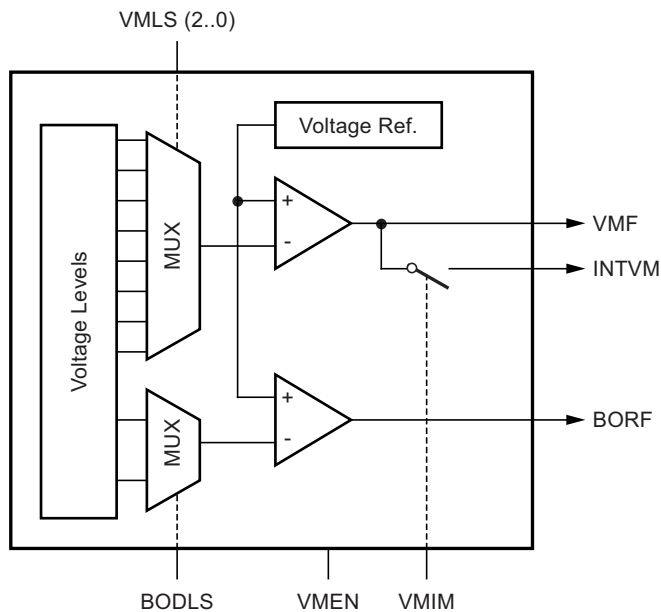 VMLS (2..0)
Voltage Ref.
Voltage Levels
MUX
+
-
VMF
INTVM
MUX
+
-
BORF
BODLS
VMEN
VMIM